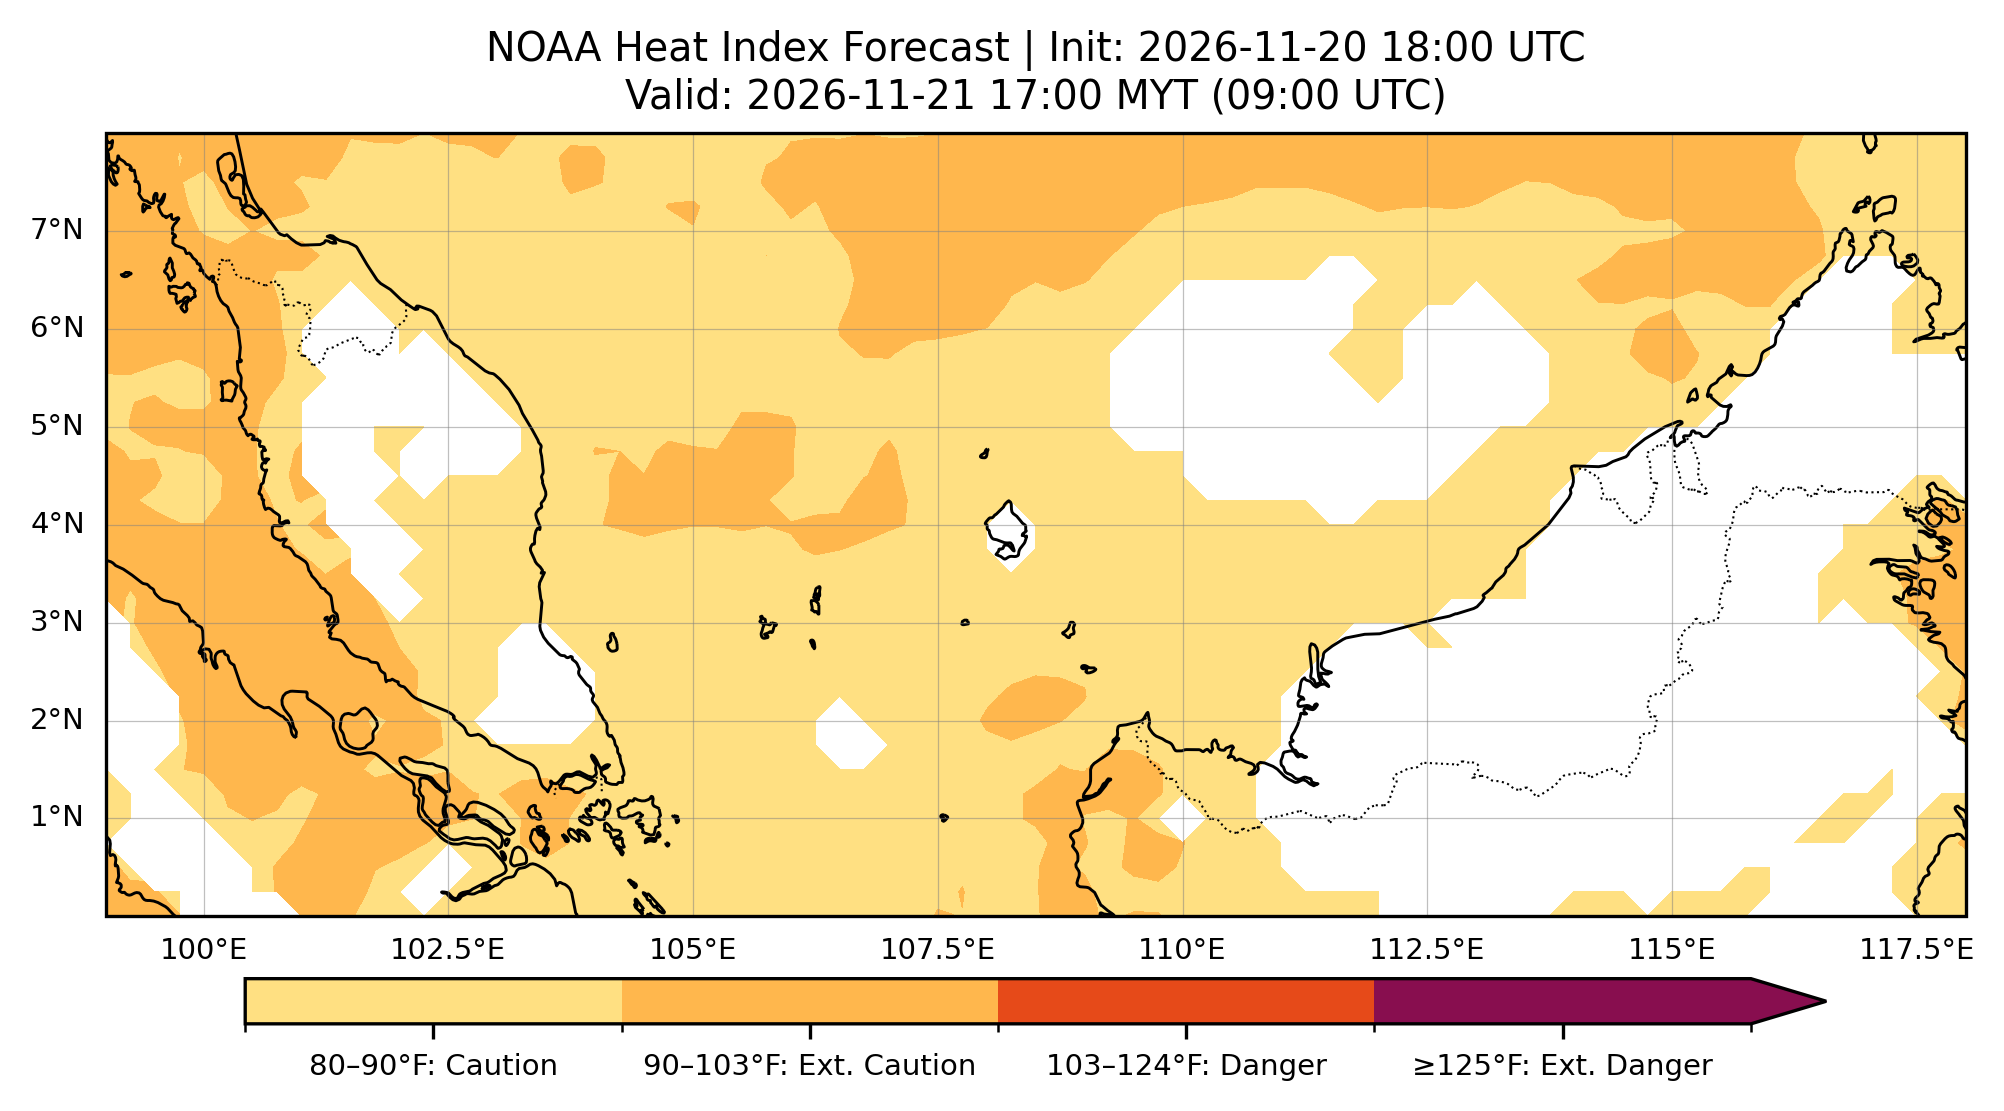 NOAA Heat Index Forecast | Init: 2026-11-20 18:00 UTC
Valid: 2026-11-21 17:00 MYT (09:00 UTC)
7°N
6°N
5°N
4°N
3°N
2°N
1°N
100°E
102.5°E
105°E
107.5°E
110°E
112.5°E
115°E
117.5°E
80–90°F: Caution
90–103°F: Ext. Caution
103–124°F: Danger
≥125°F: Ext. Danger